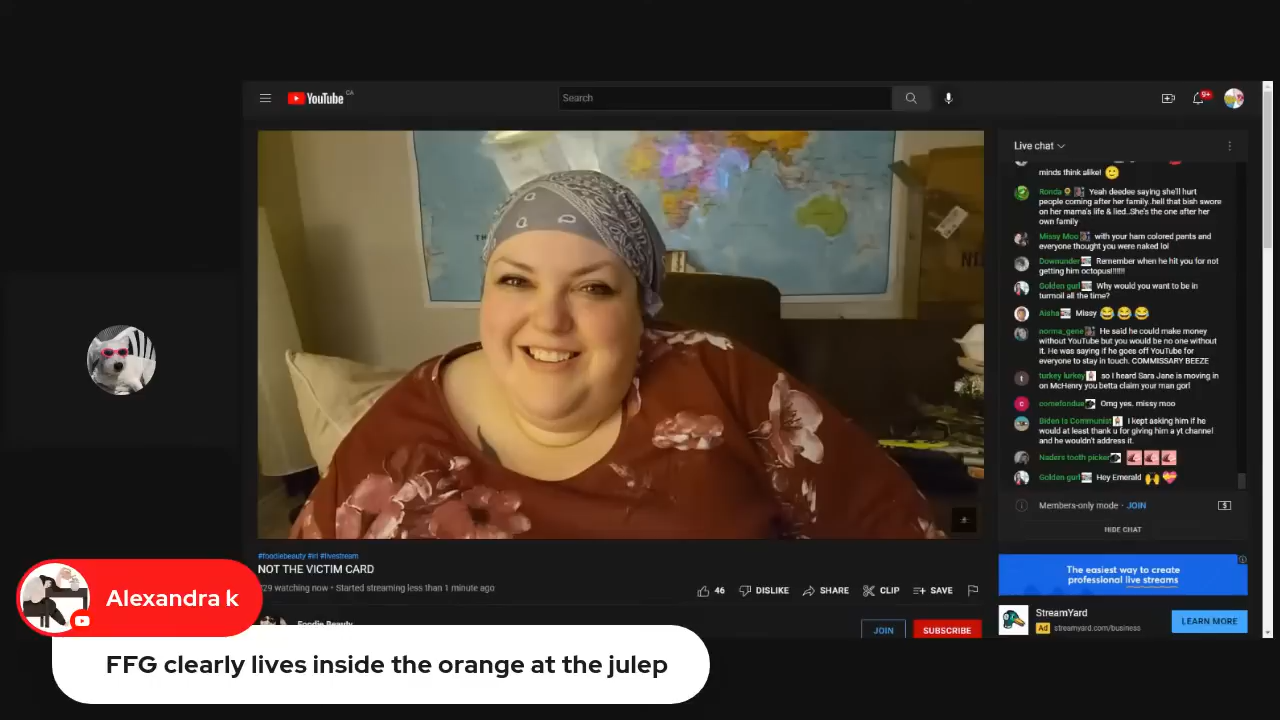 YouTube CA
Search
9+
Live chat
minds think alike!
Ronda Yeah deedee saying she'll hurt
people coming after her family..hell that bish swore
on her mama's life & lied..She's the one after her
own family
Missy Moo with your ham colored pants and
everyone thought you were naked lol
Downunder Remember when he hit you for not
getting him octopus!!!!!!
Golden gurl Why would you want to be in
turmoil all the time?
Aisha Missy 😂 😂 😂
norma_gene He said he could make money
without YouTube but you would be no one without
it. He was saying if he goes off YouTube for
everyone to stay in touch. COMMISSARY BEEZE
turkey lurkey so I heard Sara Jane is moving in
on McHenry you betta claim your man gorl
Omg yes. missy moo
Biden Is Communist I kept asking him if he
would at least thank u for giving him a yt channel
and he wouldn't address it.
Naders tooth picker
Golden gurl Hey Emerald 🙌 💝
Members-only mode · JOIN
HIDE CHAT
#foodiebeauty #irl #livestream
NOT THE VICTIM CARD
729 watching now • Started streaming less than 1 minute ago
46 DISLIKE SHARE CLIP SAVE
Foodie Beauty
JOIN SUBSCRIBE
The easiest way to create
professional live streams
StreamYard
Ad streamyard.com/business
LEARN MORE
Alexandra k
FFG clearly lives inside the orange at the julep